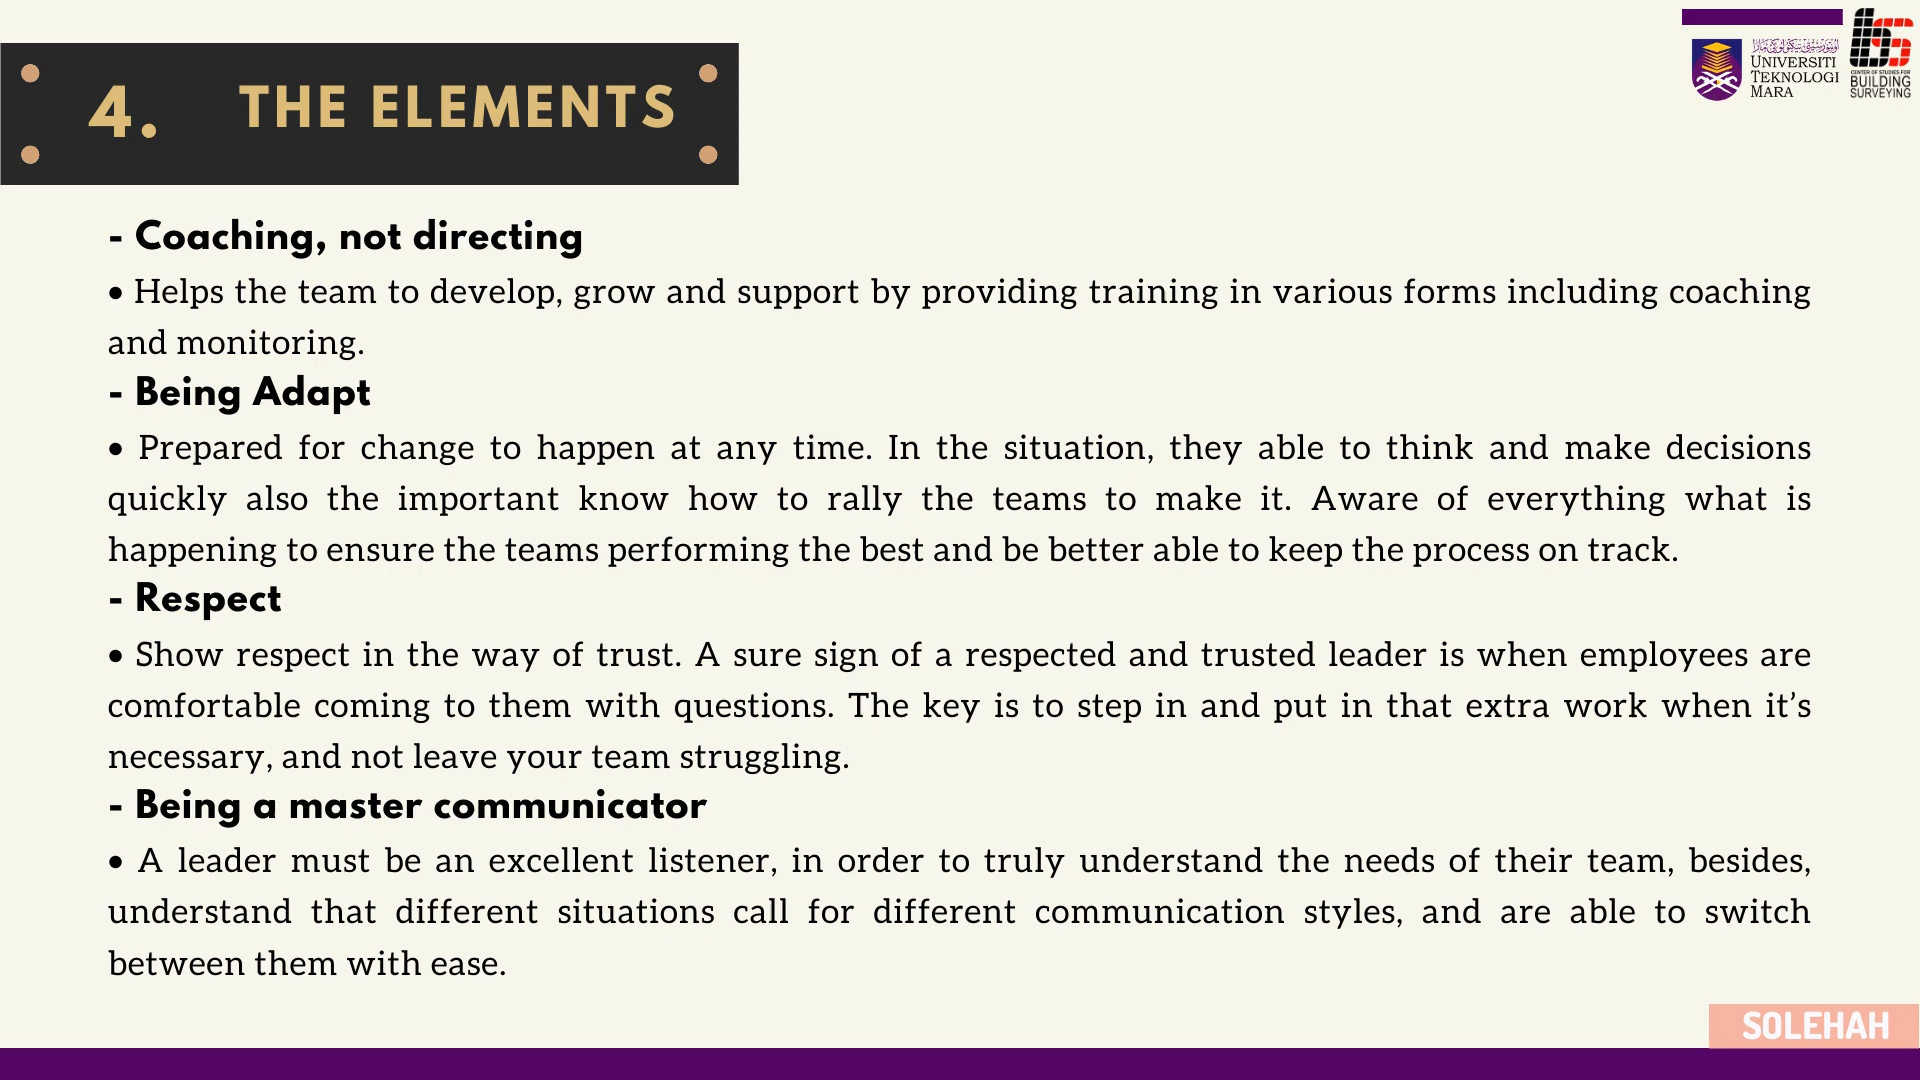 4. THE ELEMENTS
UNIVERSITI
TEKNOLOGI
MARA
CENTER OF STUDIES FOR
BUILDING
SURVEYING
- Coaching, not directing
• Helps the team to develop, grow and support by providing training in various forms including coaching
and monitoring.
- Being Adapt
• Prepared for change to happen at any time. In the situation, they able to think and make decisions
quickly also the important know how to rally the teams to make it. Aware of everything what is
happening to ensure the teams performing the best and be better able to keep the process on track.
- Respect
• Show respect in the way of trust. A sure sign of a respected and trusted leader is when employees are
comfortable coming to them with questions. The key is to step in and put in that extra work when it’s
necessary, and not leave your team struggling.
- Being a master communicator
• A leader must be an excellent listener, in order to truly understand the needs of their team, besides,
understand that different situations call for different communication styles, and are able to switch
between them with ease.
SOLEHAH